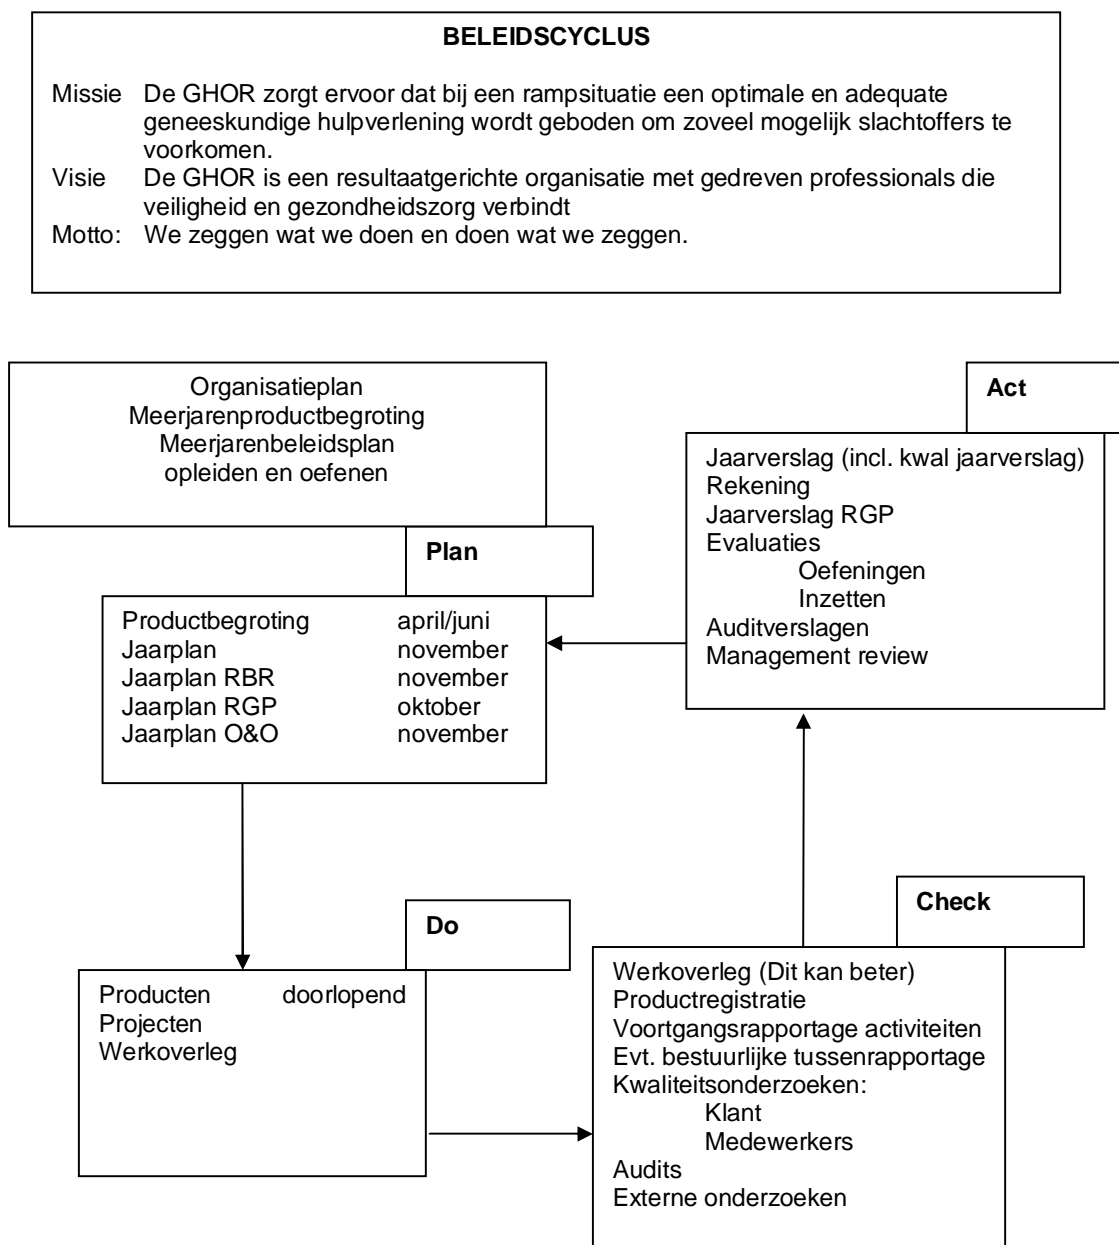 BELEIDSCYCLUS
Missie De GHOR zorgt ervoor dat bij een rampsituatie een optimale en adequate
geneeskundige hulpverlening wordt geboden om zoveel mogelijk slachtoffers te
voorkomen.
Visie De GHOR is een resultaatgerichte organisatie met gedreven professionals die
veiligheid en gezondheidszorg verbindt
Motto: We zeggen wat we doen en doen wat we zeggen.
Organisatieplan
Meerjarenproductbegroting
Meerjarenbeleidsplan
opleiden en oefenen
Plan
Productbegroting april/juni
Jaarplan november
Jaarplan RBR november
Jaarplan RGP oktober
Jaarplan O&O november
Do
Producten doorlopend
Projecten
Werkoverleg
Check
Werkoverleg (Dit kan beter)
Productregistratie
Voortgangsrapportage activiteiten
Evt. bestuurlijke tussenrapportage
Kwaliteitsonderzoeken:
Klant
Medewerkers
Audits
Externe onderzoeken
Act
Jaarverslag (incl. kwal jaarverslag)
Rekening
Jaarverslag RGP
Evaluaties
Oefeningen
Inzetten
Auditverslagen
Management review